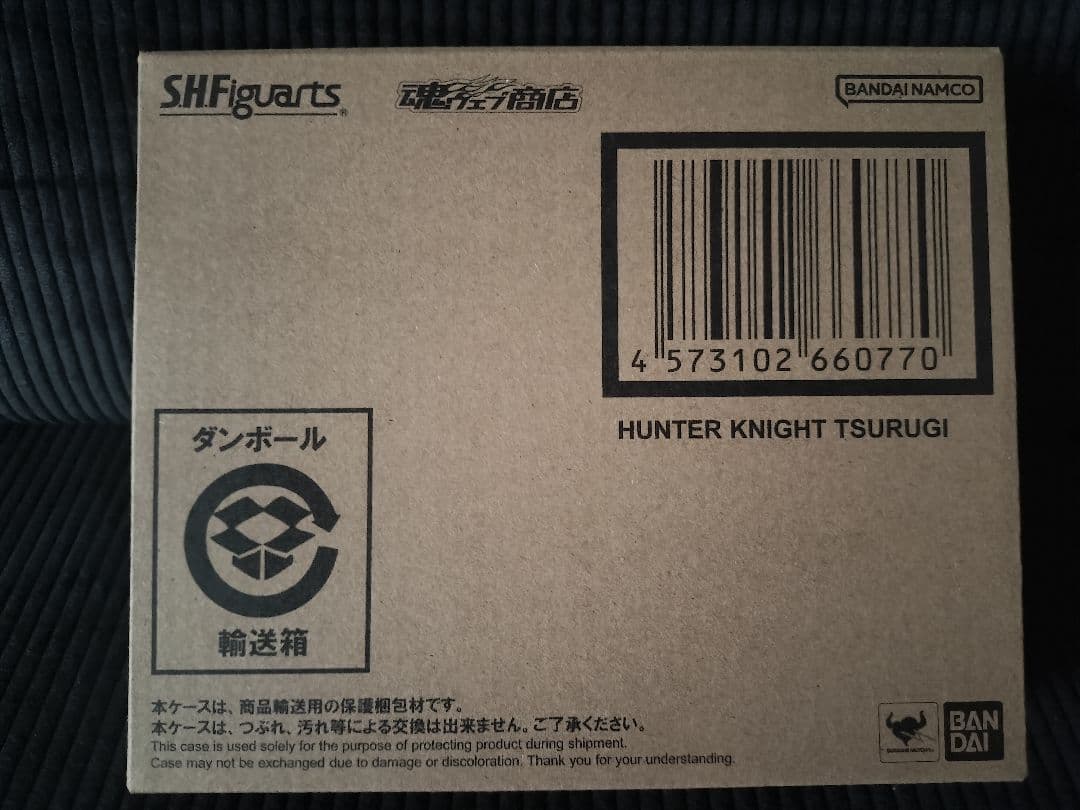 S.H.Figuarts®
魂ウェブ商店
BANDAI NAMCO
4 573102 660770
HUNTER KNIGHT TSURUGI
ダンボール
輸送箱
本ケースは、商品輸送用の保護梱包材です。
本ケースは、つぶれ、汚れ等による交換は出来ません。ご了承ください。
This case is used solely for the purpose of protecting product during shipment.
Case may not be exchanged due to damage or discoloration. Thank you for your understanding.
BAN
DAI